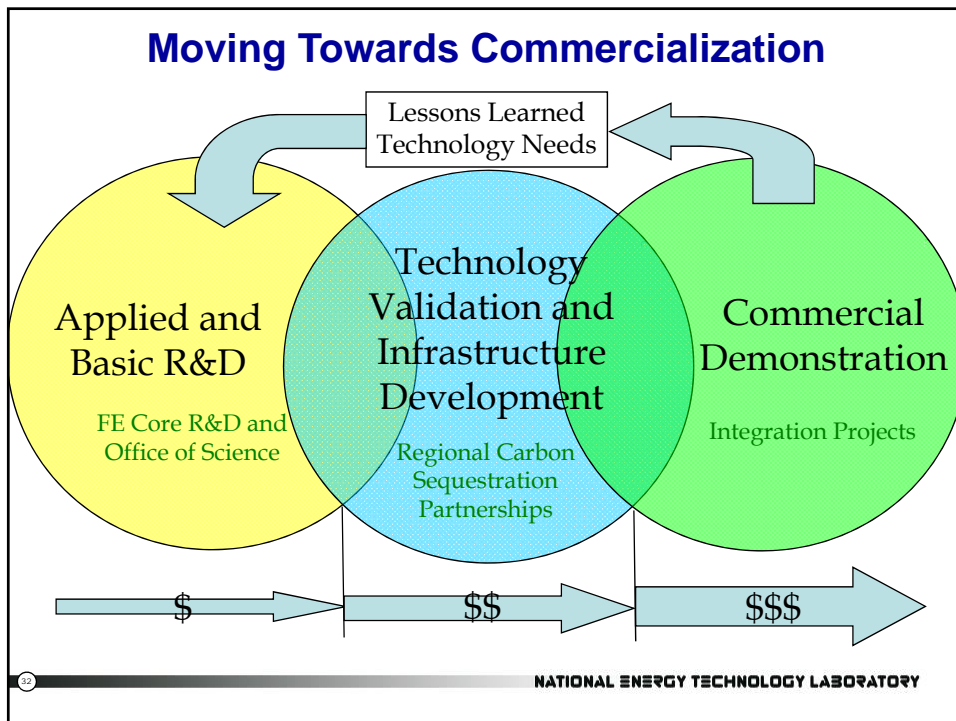 Moving Towards Commercialization
Lessons Learned
Technology Needs
Applied and
Basic R&D
FE Core R&D and
Office of Science
Technology
Validation and
Infrastructure
Development
Regional Carbon
Sequestration
Partnerships
Commercial
Demonstration
Integration Projects
$
$$
$$$
32
NATIONAL ENERGY TECHNOLOGY LABORATORY